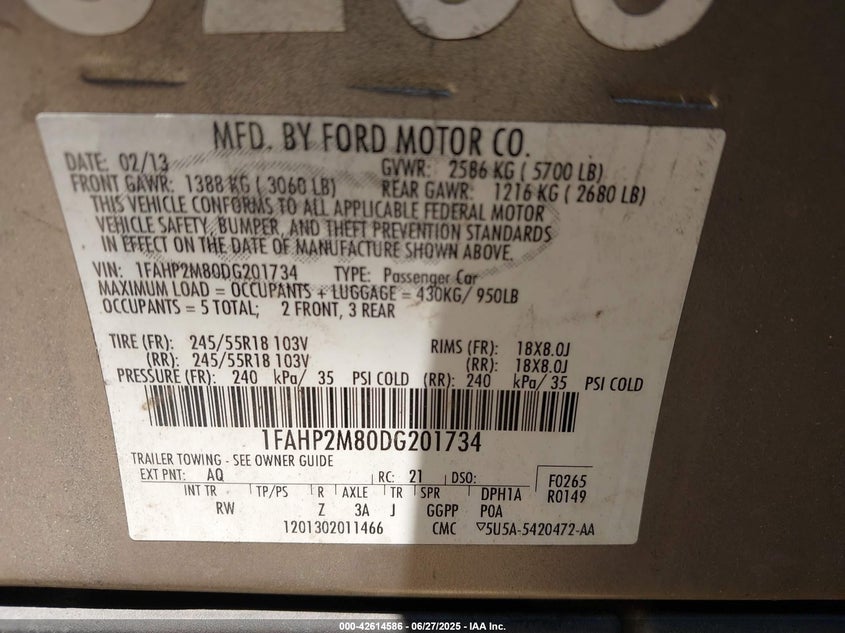 MFD. BY FORD MOTOR CO.
DATE: 02/13 GVWR: 2586 KG ( 5700 LB)
FRONT GAWR: 1388 KG ( 3060 LB) REAR GAWR: 1216 KG ( 2680 LB)
THIS VEHICLE CONFORMS TO ALL APPLICABLE FEDERAL MOTOR
VEHICLE SAFETY, BUMPER, AND THEFT PREVENTION STANDARDS
IN EFFECT ON THE DATE OF MANUFACTURE SHOWN ABOVE.
VIN: 1FAHP2M80DG201734 TYPE: Passenger Car
MAXIMUM LOAD = OCCUPANTS + LUGGAGE = 430KG/ 950LB
OCCUPANTS = 5 TOTAL; 2 FRONT, 3 REAR
TIRE (FR): 245/55R18 103V RIMS (FR): 18X8.0J
(RR): 245/55R18 103V (RR): 18X8.0J
PRESSURE (FR): 240 kPa/ 35 PSI COLD (RR): 240 kPa/ 35 PSI COLD
1FAHP2M80DG201734
TRAILER TOWING - SEE OWNER GUIDE
EXT PNT: AQ RC: 21 DSO: F0265
INT TR TP/PS R AXLE TR SPR DPH1A R0149
RW Z 3A J GGPP POA
1201302011466 CMC 5U5A-5420472-AA
000-42614586 - 06/27/2025 - IAA Inc.